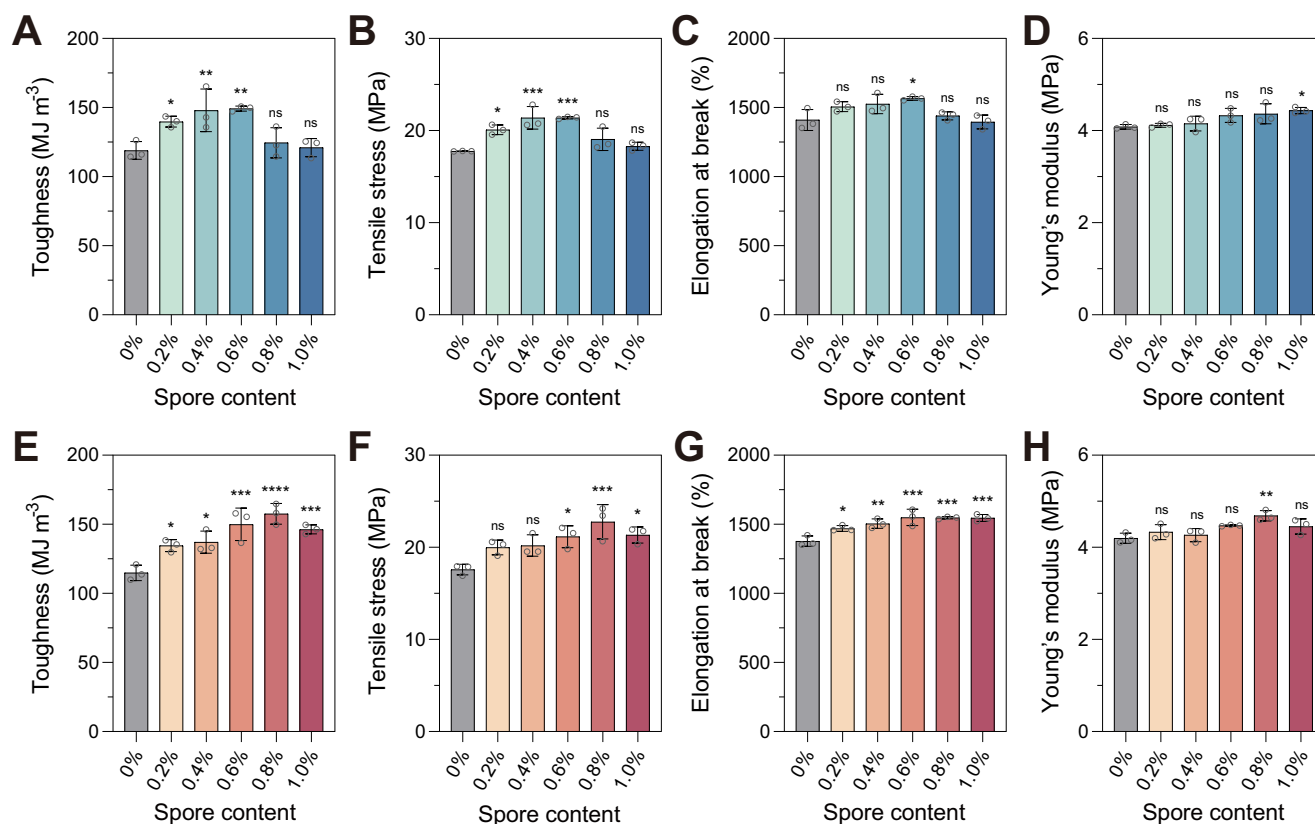 A
Toughness (MJ m⁻³)
200
150
100
50
0
*
**
**
ns
ns
0%
0.2%
0.4%
0.6%
0.8%
1.0%
Spore content
B
Tensile stress (MPa)
30
20
10
0
*
***
***
ns
ns
0%
0.2%
0.4%
0.6%
0.8%
1.0%
Spore content
C
Elongation at break (%)
2000
1500
1000
500
0
ns
ns
*
ns
ns
0%
0.2%
0.4%
0.6%
0.8%
1.0%
Spore content
D
Young's modulus (MPa)
6
4
2
0
ns
ns
ns
ns
*
0%
0.2%
0.4%
0.6%
0.8%
1.0%
Spore content
E
Toughness (MJ m⁻³)
200
150
100
50
0
*
*
***
****
***
0%
0.2%
0.4%
0.6%
0.8%
1.0%
Spore content
F
Tensile stress (MPa)
30
20
10
0
ns
ns
*
***
*
0%
0.2%
0.4%
0.6%
0.8%
1.0%
Spore content
G
Elongation at break (%)
2000
1500
1000
500
0
*
**
***
***
***
0%
0.2%
0.4%
0.6%
0.8%
1.0%
Spore content
H
Young's modulus (MPa)
6
4
2
0
ns
ns
ns
**
ns
0%
0.2%
0.4%
0.6%
0.8%
1.0%
Spore content